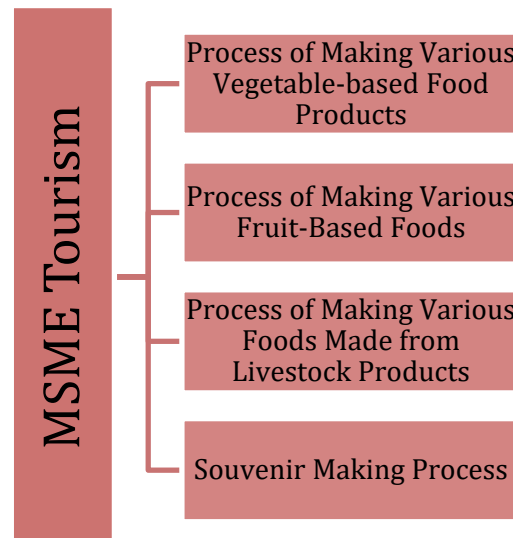 MSME Tourism
Process of Making Various
Vegetable-based Food
Products
Process of Making Various
Fruit-Based Foods
Process of Making Various
Foods Made from
Livestock Products
Souvenir Making Process